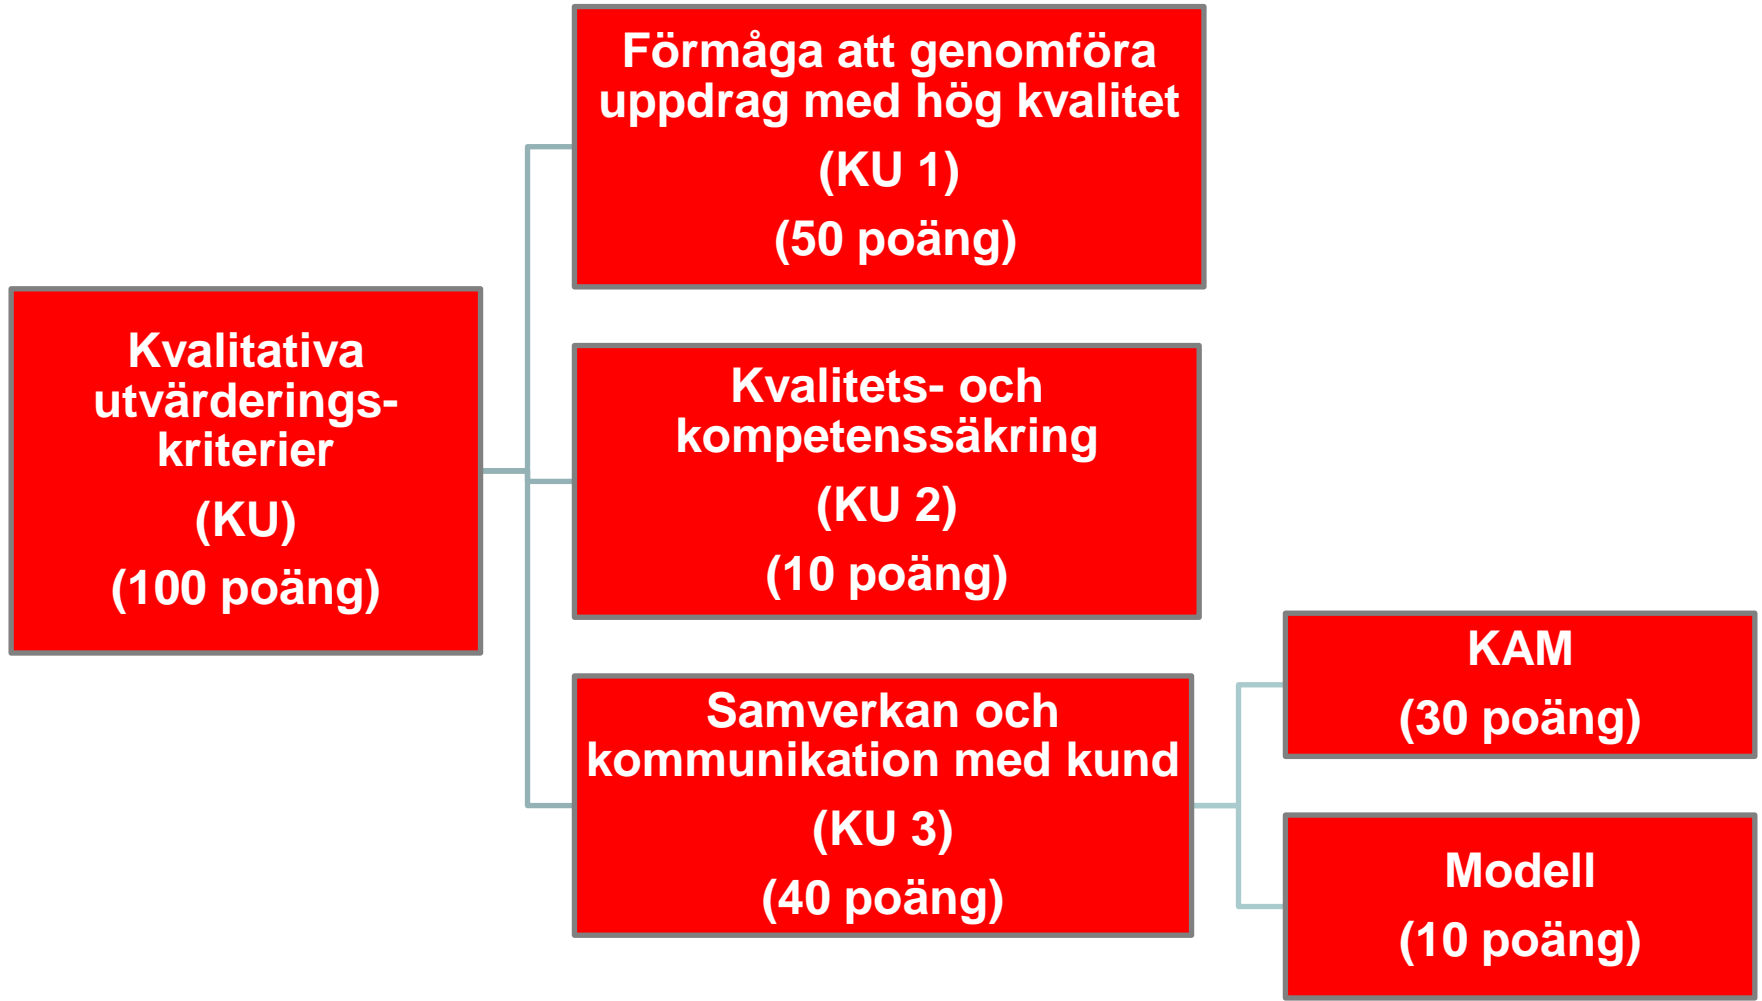 Förmåga att genomföra
uppdrag med hög kvalitet
(KU 1)
(50 poäng)
Kvalitativa
utvärderings-
kriterier
(KU)
(100 poäng)
Kvalitets- och
kompetenssäkring
(KU 2)
(10 poäng)
Samverkan och
kommunikation med kund
(KU 3)
(40 poäng)
KAM
(30 poäng)
Modell
(10 poäng)